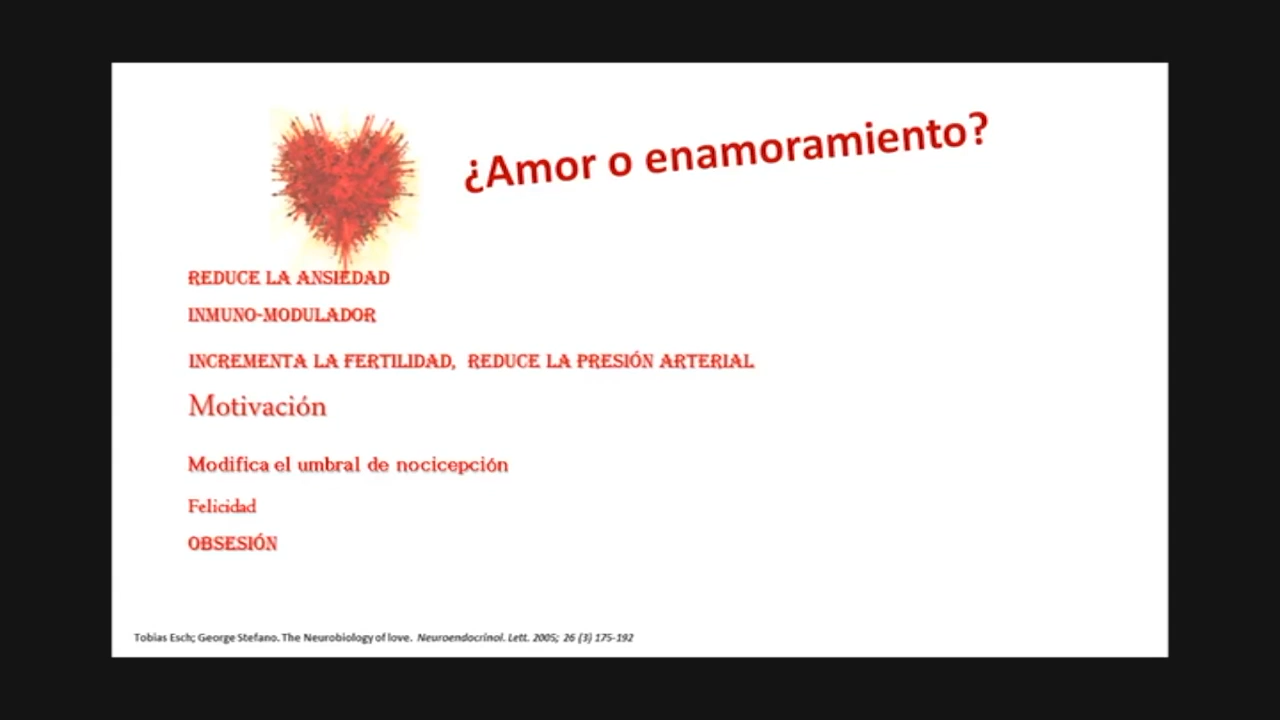 ¿Amor o enamoramiento?
REDUCE LA ANSIEDAD
INMUNO-MODULADOR
INCREMENTA LA FERTILIDAD, REDUCE LA PRESIÓN ARTERIAL
Motivación
Modifica el umbral de nocicepción
Felicidad
OBSESIÓN
Tobias Esch; George Stefano. The Neurobiology of love. Neuroendocrinol. Lett. 2005; 26 (3) 175-192